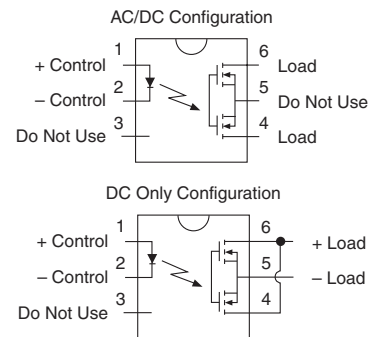 AC/DC Configuration
1
6
+ Control
Load
2
5
– Control
Do Not Use
3
4
Do Not Use
Load
DC Only Configuration
1
6
+ Control
+ Load
2
5
– Control
– Load
3
4
Do Not Use